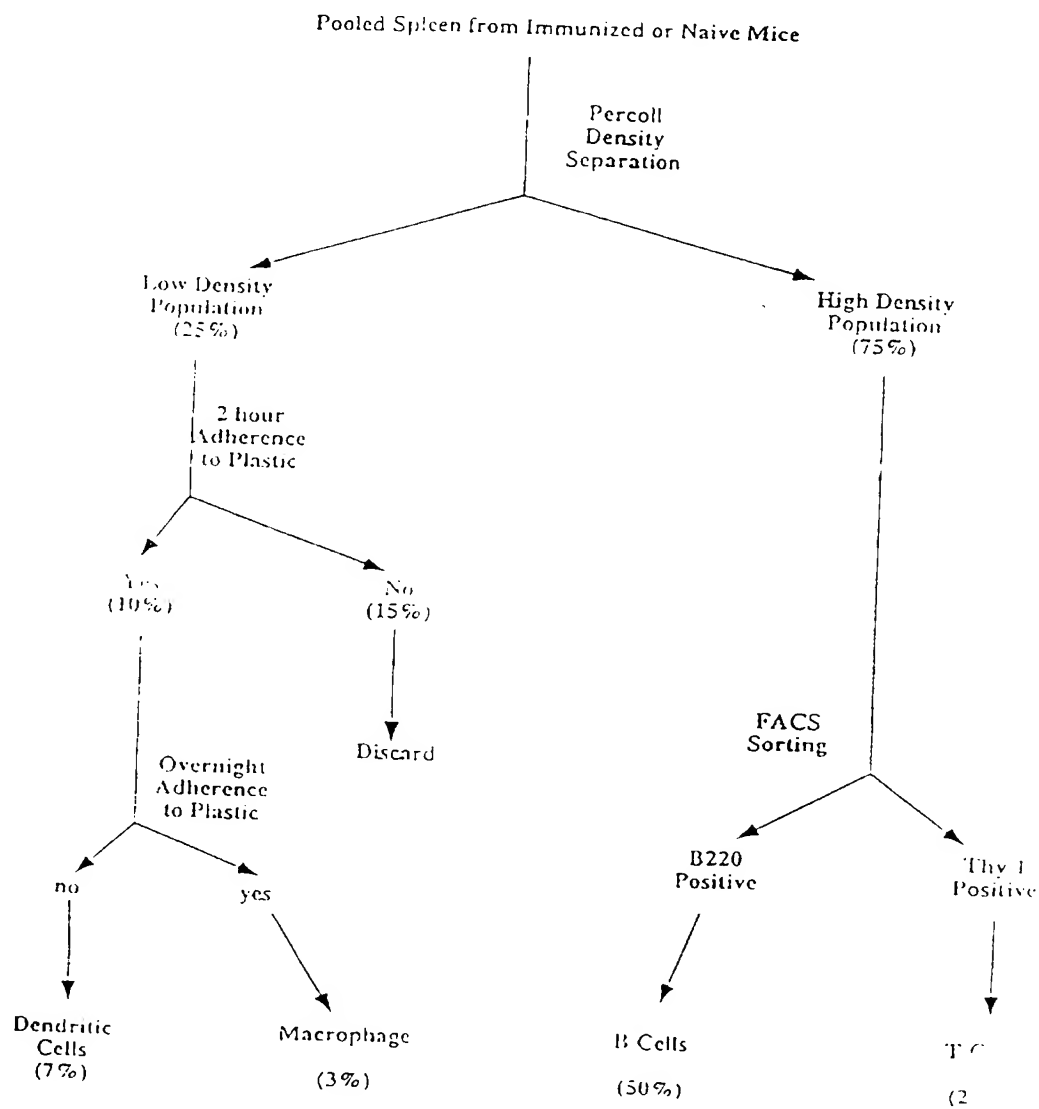 Pooled Spleen from Immunized or Naive Mice
Percoll
Density
Separation
Low Density
Population
(25%)
High Density
Population
(75%)
2 hour
Adherence
to Plastic
Yes
(10%)
No
(15%)
Discard
FACS
Sorting
Overnight
Adherence
to Plastic
B220
Positive
Thy 1
Positive
no
yes
Dendritic
Cells
(7%)
Macrophage
(3%)
B Cells
(50%)
T C
(2